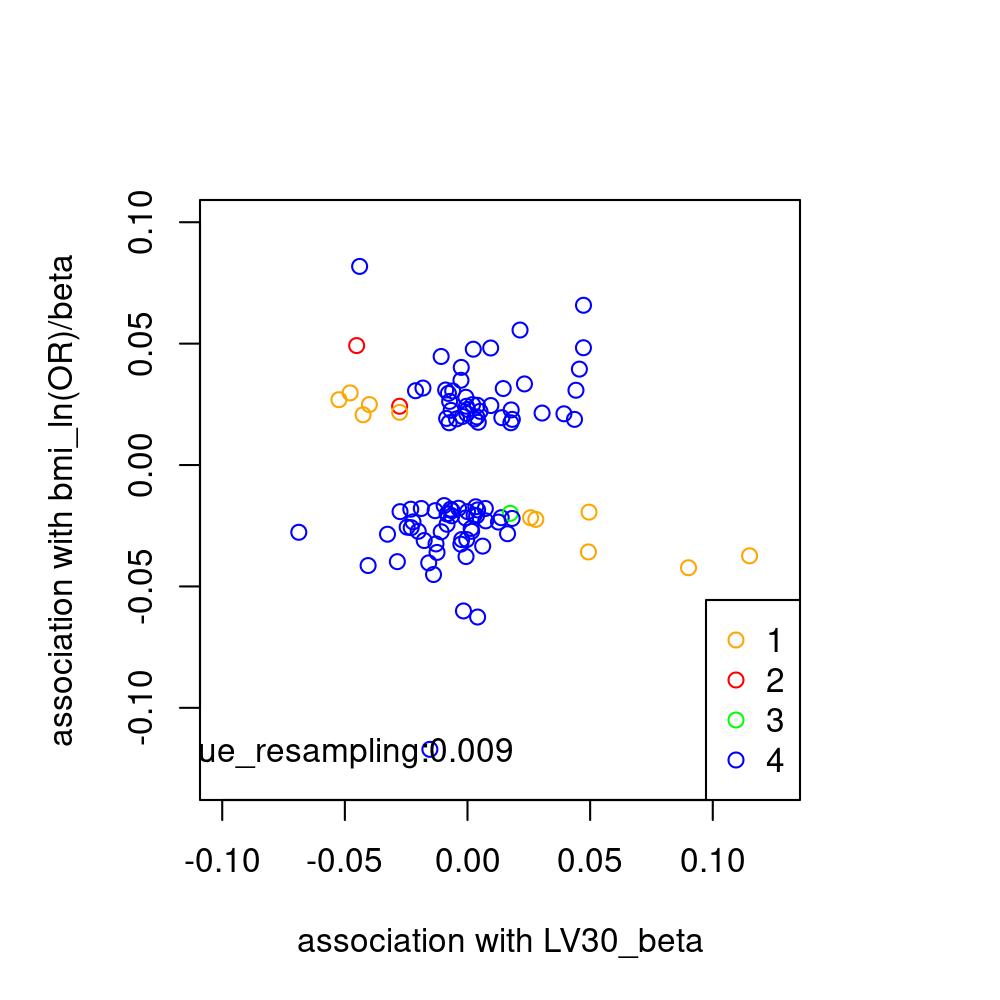 association with bmi_ln(OR)/beta
0.10
0.05
0.00
-0.05
-0.10
ue_resampling:0.009
1
2
3
4
-0.10 -0.05 0.00 0.05 0.10
association with LV30_beta